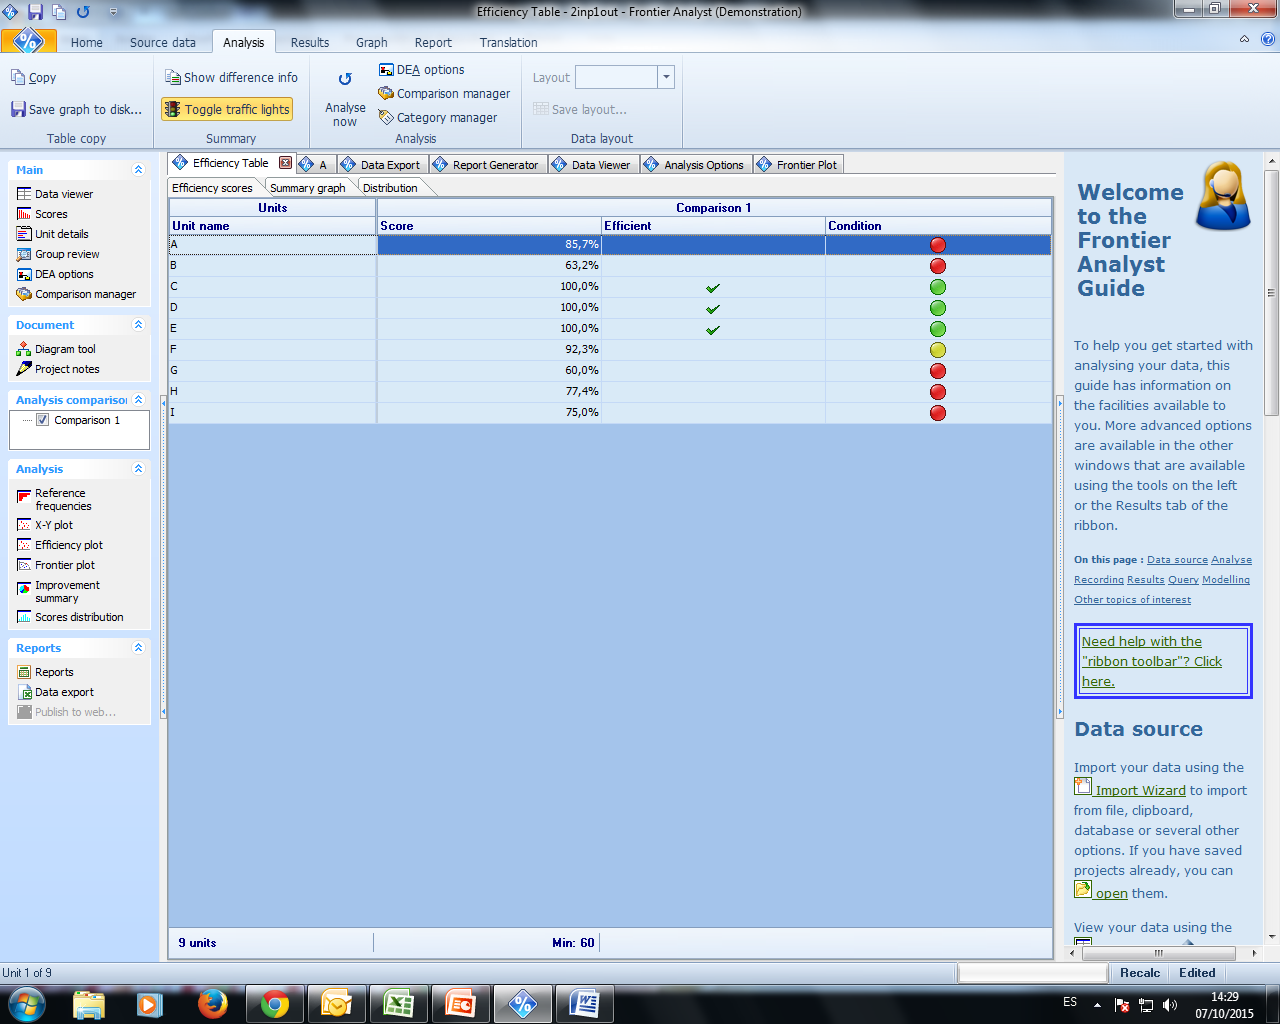 Efficiency Table - 2inp1out - Frontier Analyst (Demonstration)
Home Source data Analysis Results Graph Report Translation
Copy
Save graph to disk...
Table copy
Show difference info
Toggle traffic lights
Summary
Analyse now
DEA options
Comparison manager
Category manager
Analysis
Layout
Save layout...
Data layout
Main
Data viewer
Scores
Unit details
Group review
DEA options
Comparison manager
Document
Diagram tool
Project notes
Analysis comparisor
Comparison 1
Analysis
Reference
frequencies
X-Y plot
Efficiency plot
Frontier plot
Improvement
summary
Scores distribution
Reports
Reports
Data export
Publish to web...
Efficiency Table A Data Export Report Generator Data Viewer Analysis Options Frontier Plot
Efficiency scores Summary graph Distribution
Units Comparison 1
Unit name Score Efficient Condition
A 85,7%
B 63,2%
C 100,0%
D 100,0%
E 100,0%
F 92,3%
G 60,0%
H 77,4%
I 75,0%
9 units Min: 60
Welcome
to the
Frontier
Analyst
Guide
To help you get started with
analysing your data, this
guide has information on
the facilities available to
you. More advanced options
are available in the other
windows that are available
using the tools on the left
or the Results tab of the
ribbon.
On this page : Data source Analyse
Recording Results Query Modelling
Other topics of interest
Need help with the
"ribbon toolbar"? Click
here.
Data source
Import your data using the
Import Wizard to import
from file, clipboard,
database or several other
options. If you have saved
projects already, you can
open them.
View your data using the
Unit 1 of 9 Recalc Edited
ES 14:29
07/10/2015